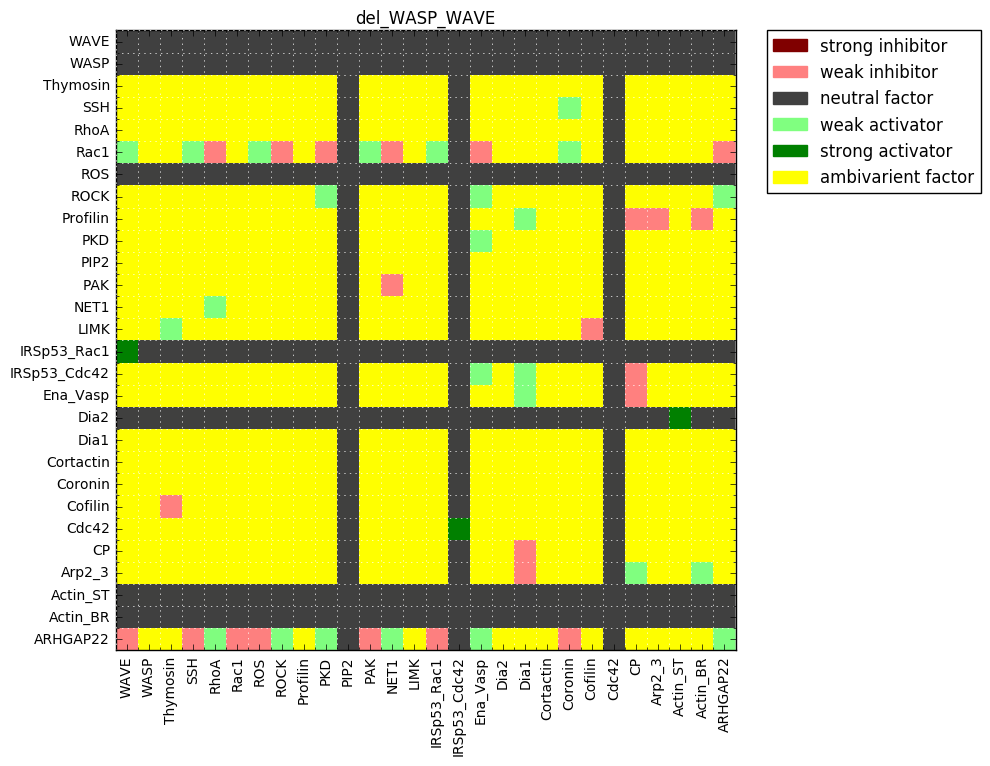 del_WASP_WAVE
WAVE
WASP
Thymosin
SSH
RhoA
Rac1
ROS
ROCK
Profilin
PKD
PIP2
PAK
NET1
LIMK
IRSp53_Rac1
IRSp53_Cdc42
Ena_Vasp
Dia2
Dia1
Cortactin
Coronin
Cofilin
Cdc42
CP
Arp2_3
Actin_ST
Actin_BR
ARHGAP22
WAVE
WASP
Thymosin
SSH
RhoA
Rac1
ROS
ROCK
Profilin
PKD
PIP2
PAK
NET1
LIMK
IRSp53_Rac1
IRSp53_Cdc42
Ena_Vasp
Dia2
Dia1
Cortactin
Coronin
Cofilin
Cdc42
CP
Arp2_3
Actin_ST
Actin_BR
ARHGAP22
strong inhibitor
weak inhibitor
neutral factor
weak activator
strong activator
ambivarient factor